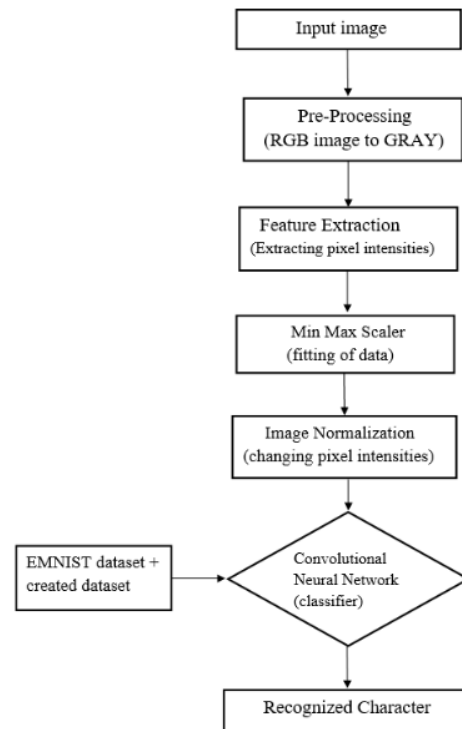 Input image
Pre-Processing
(RGB image to GRAY)
Feature Extraction
(Extracting pixel intensities)
Min Max Scaler
(fitting of data)
Image Normalization
(changing pixel intensities)
EMNIST dataset +
created dataset
Convolutional
Neural Network
(classifier)
Recognized Character